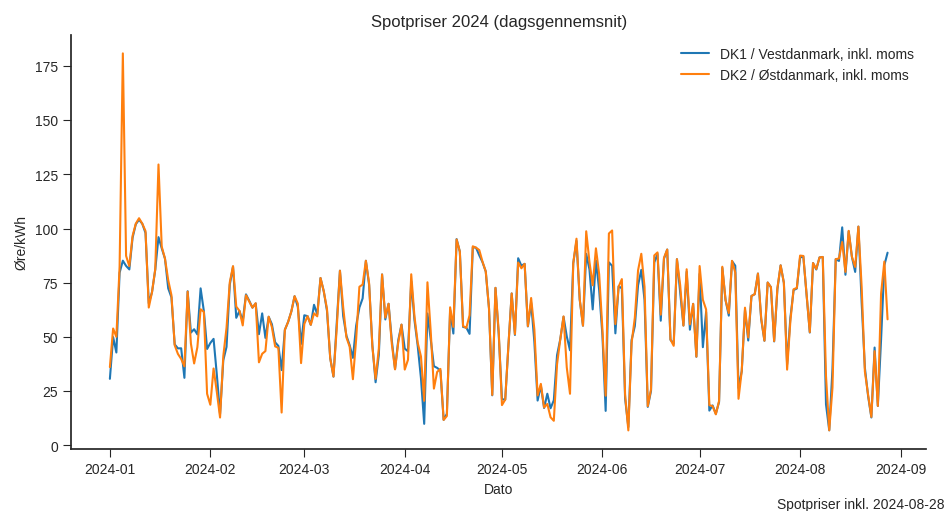 Spotpriser 2024 (dagsgennemsnit)
DK1 / Vestdanmark, inkl. moms
DK2 / Østdanmark, inkl. moms
Øre/kWh
175
150
125
100
75
50
25
0
2024-01 2024-02 2024-03 2024-04 2024-05 2024-06 2024-07 2024-08 2024-09
Dato
Spotpriser inkl. 2024-08-28